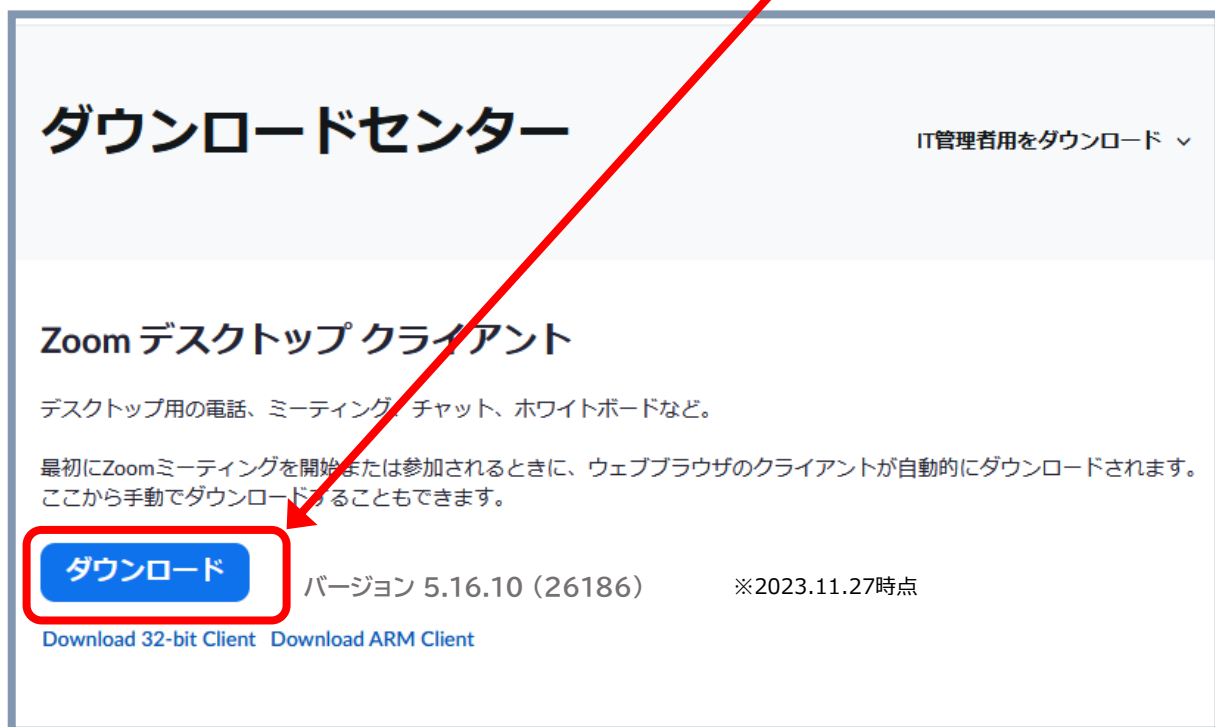 ダウンロードセンター
IT管理者用をダウンロード
Zoom デスクトップ クライアント
デスクトップ用の電話、ミーティング、チャット、ホワイトボードなど。
最初にZoomミーティングを開始または参加されるときに、ウェブブラウザのクライアントが自動的にダウンロードされます。
ここから手動でダウンロードすることもできます。
ダウンロード
バージョン 5.16.10 (26186)
※2023.11.27時点
Download 32-bit Client Download ARM Client